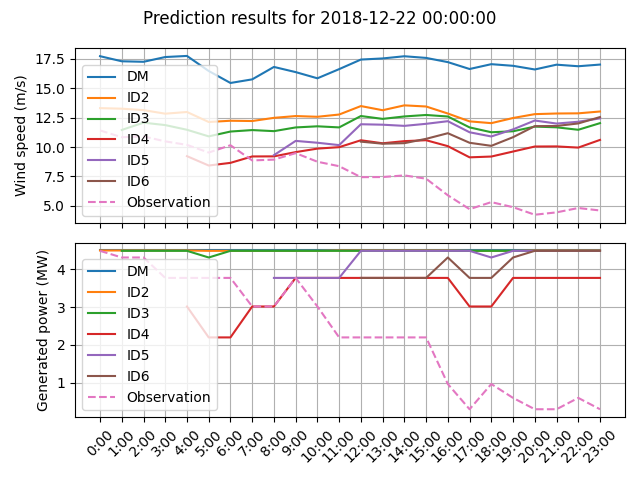 Prediction results for 2018-12-22 00:00:00
Wind speed (m/s)
17.5
15.0
12.5
10.0
7.5
5.0
DM
ID2
ID3
ID4
ID5
ID6
Observation
Generated power (MW)
4
3
2
1
DM
ID2
ID3
ID4
ID5
ID6
Observation
0:00 1:00 2:00 3:00 4:00 5:00 6:00 7:00 8:00 9:00 10:00 11:00 12:00 13:00 14:00 15:00 16:00 17:00 18:00 19:00 20:00 21:00 22:00 23:00